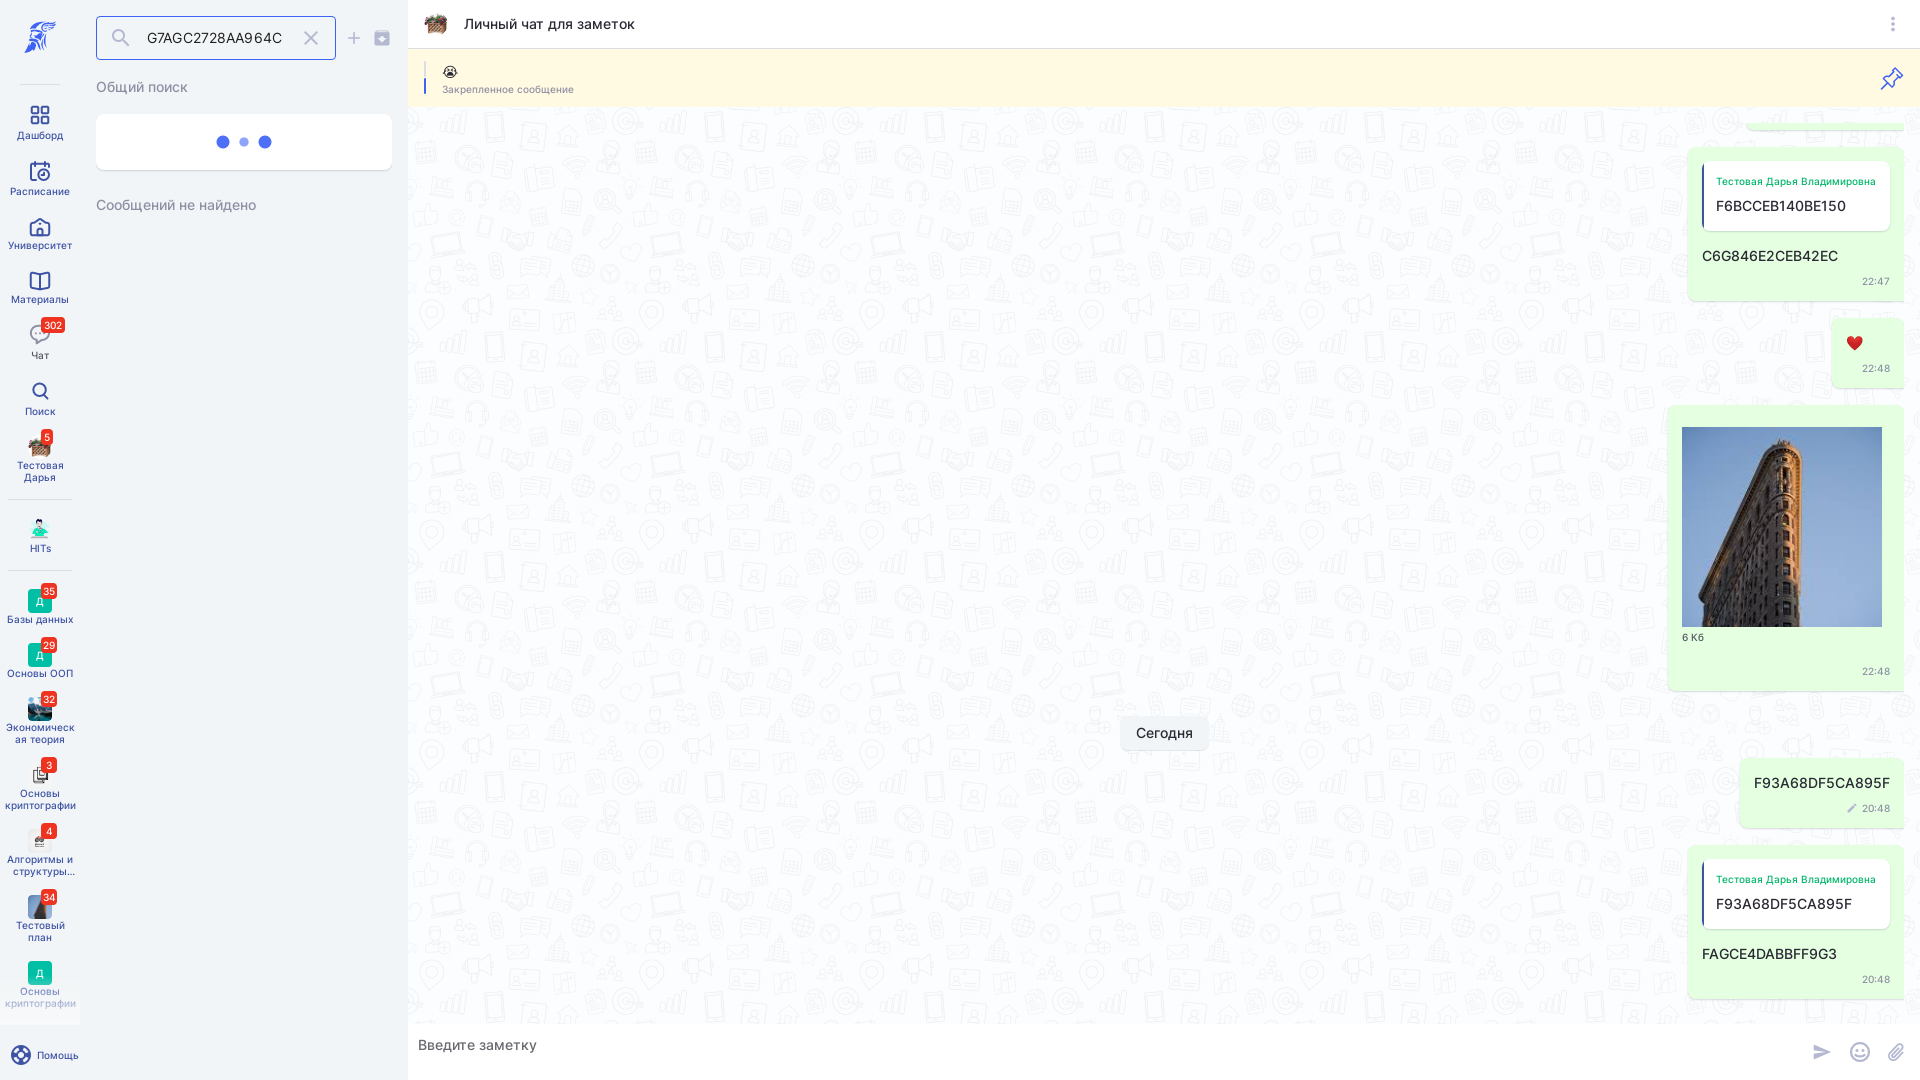 G7AGC2728AA964C
Общий поиск
Сообщений не найдено
Дашборд
Расписание
Университет
Материалы
302
Чат
Поиск
5
Тестовая
Дарья
HITs
35
Д
Базы данных
29
Д
Основы ООП
32
Экономическ
ая теория
3
Основы
криптографии
4
Алгоритмы и
структуры...
34
Тестовый
план
Д
Основы
криптографии
Помощь
Личный чат для заметок
😭
Закрепленное сообщение
Тестовая Дарья Владимировна
F6BCCEB140BE150
C6G846E2CEB42EC
22:47
❤️
22:48
6 Кб
22:48
Сегодня
F93A68DF5CA895F
20:48
Тестовая Дарья Владимировна
F93A68DF5CA895F
FAGCE4DABBFF9G3
20:48
Введите заметку